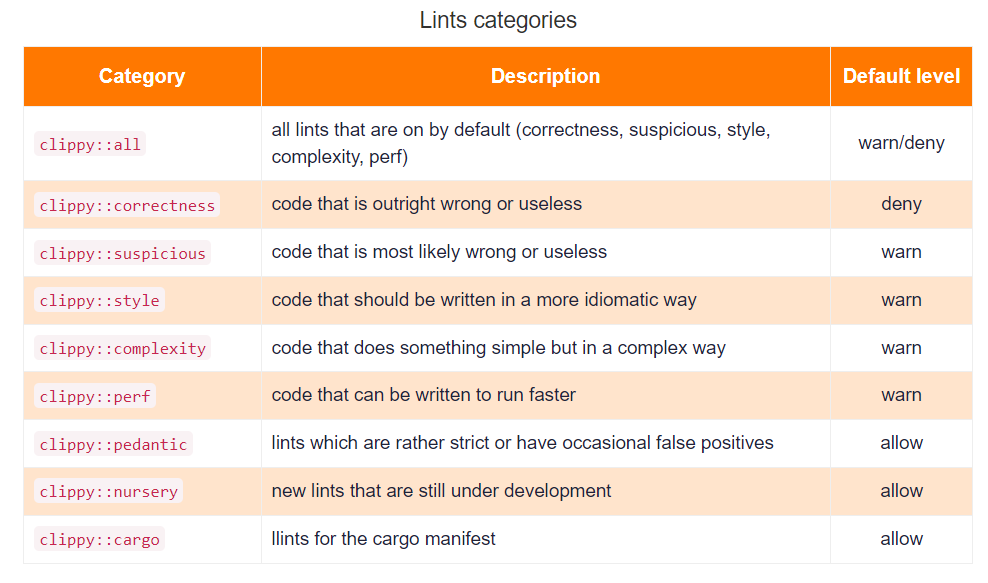 Lints categories
Category Description Default level
clippy::all all lints that are on by default (correctness, suspicious, style, complexity, perf) warn/deny
clippy::correctness code that is outright wrong or useless deny
clippy::suspicious code that is most likely wrong or useless warn
clippy::style code that should be written in a more idiomatic way warn
clippy::complexity code that does something simple but in a complex way warn
clippy::perf code that can be written to run faster warn
clippy::pedantic lints which are rather strict or have occasional false positives allow
clippy::nursery new lints that are still under development allow
clippy::cargo llints for the cargo manifest allow